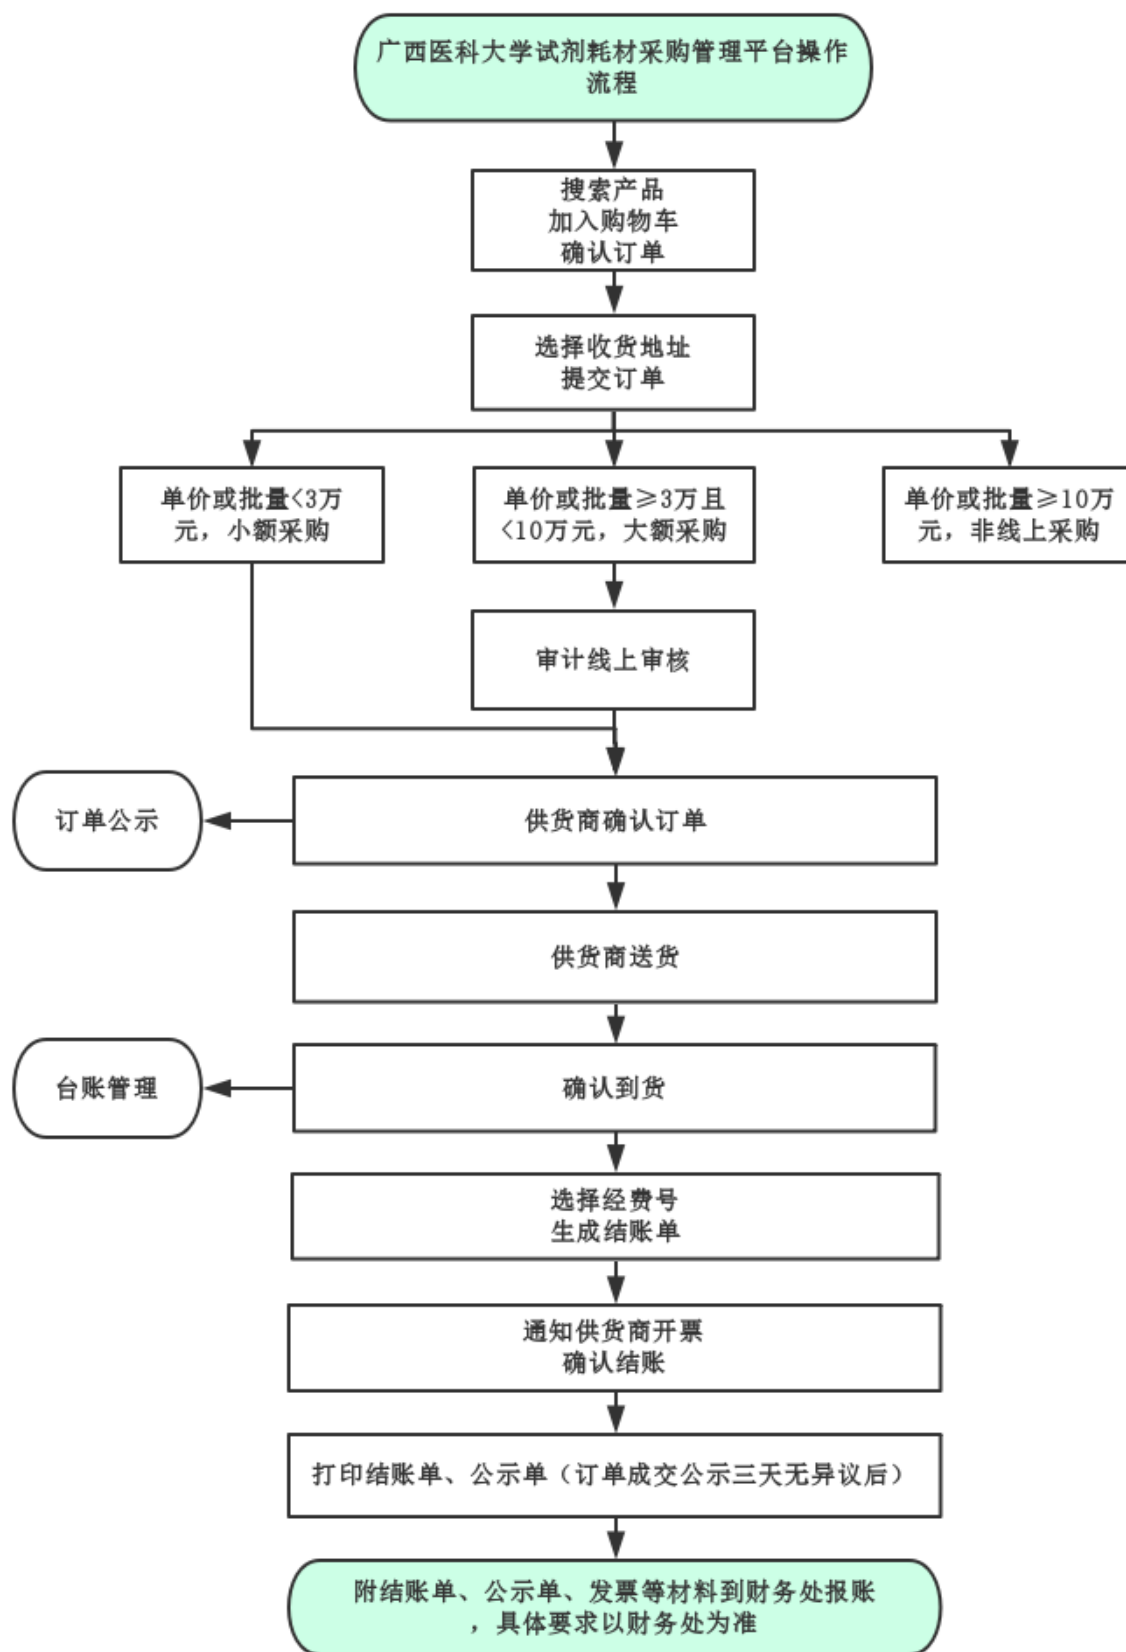 广西医科大学试剂耗材采购管理平台操作
流程
搜索产品
加入购物车
确认订单
选择收货地址
提交订单
单价或批量<3万
元，小额采购
单价或批量≥3万且
<10万元，大额采购
单价或批量≥10万
元，非线上采购
审计线上审核
订单公示
供货商确认订单
供货商送货
台账管理
确认到货
选择经费号
生成结账单
通知供货商开票
确认结账
打印结账单、公示单（订单成交公示三天无异议后）
附结账单、公示单、发票等材料到财务处报账
，具体要求以财务处为准